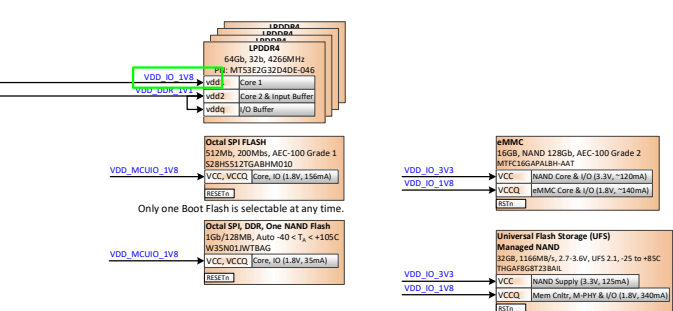 LPDDR4
LPDDR4
LPDDR4
LPDDR4
64Gb, 32b, 4266MHz
PN: MT53E2G32D4DE-046
VDD_IO_1V8
vdd1 Core 1
VDD_DDR_1V1
vdd2 Core 2 & Input Buffer
vddq I/O Buffer
Octal SPI FLASH
512Mb, 200Mbs, AEC-100 Grade 1
S28HS512TGABHM010
VDD_MCUIO_1V8
VCC, VCCQ Core, IO (1.8V, 156mA)
RESETn
Only one Boot Flash is selectable at any time.
Octal SPI, DDR, One NAND Flash
1Gb/128MB, Auto -40 < TA < +105C
W35N01JWTBAG
VDD_MCUIO_1V8
VCC, VCCQ Core, IO (1.8V, 35mA)
RESETn
eMMC
16GB, NAND 128Gb, AEC-100 Grade 2
MTFC16GAPALBH-AAT
VDD_IO_3V3
VCC NAND Core & I/O (3.3V, ~120mA)
VDD_IO_1V8
VCCQ eMMC Core & I/O (1.8V, ~140mA)
RSTn
Universal Flash Storage (UFS)
Managed NAND
32GB, 1166MB/s, 2.7-3.6V, UFS 2.1, -25 to +85C
THGAF8G8T23BAIL
VDD_IO_3V3
VCC NAND Supply (3.3V, 125mA)
VDD_IO_1V8
VCCQ Mem Cnltr, M-PHY & I/O (1.8V, 340mA)
RSTn